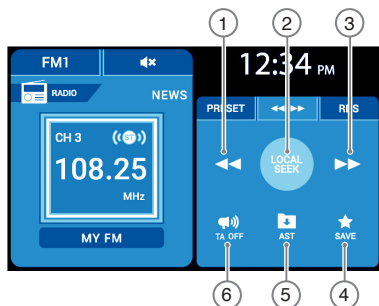 1 2 3
FM1
12:34 PM
RADIO
NEWS
PRESET
RDS
CH 3 ST
108.25
MHz
LOCAL
SEEK
MY FM
TA OFF
AST
SAVE
6 5 4